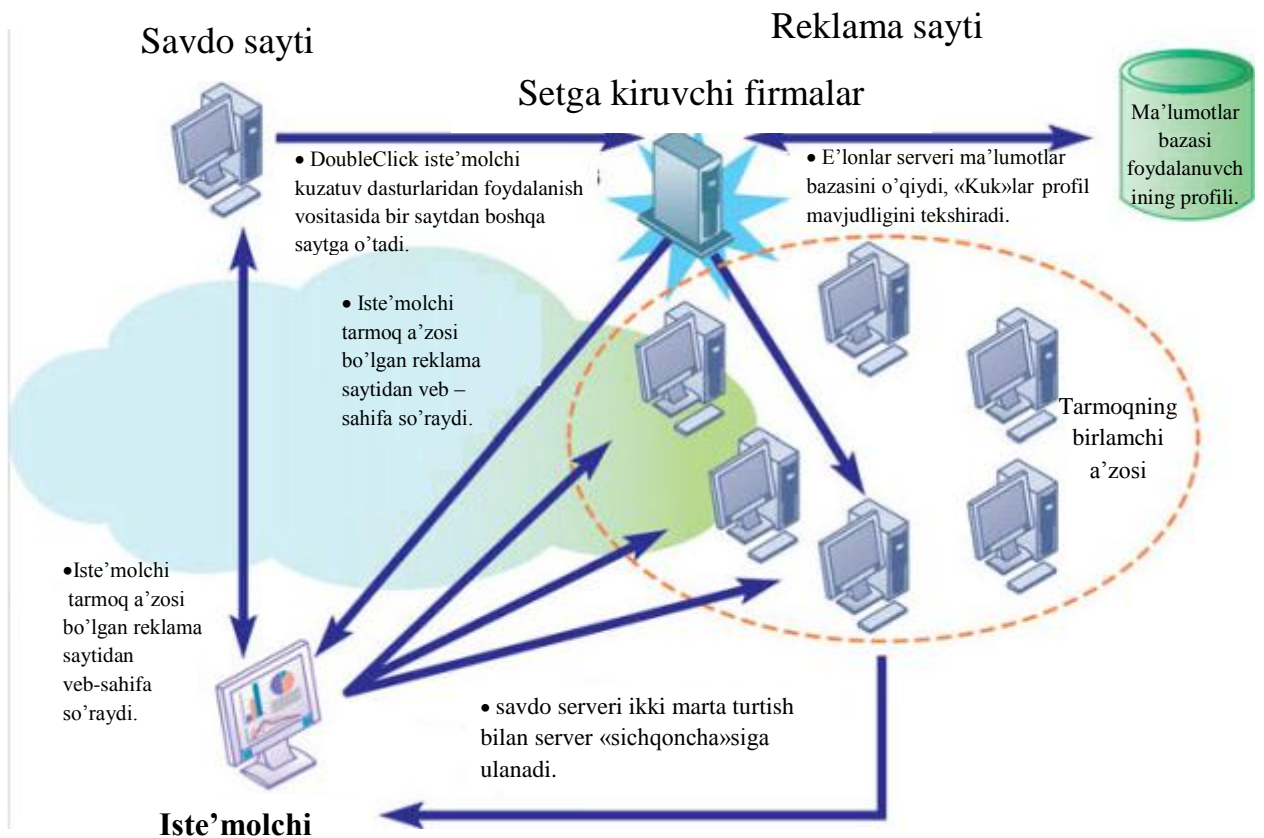 Savdo sayti
Reklama sayti
Setga kiruvchi firmalar
Ma’lumotlar
bazasi
foydalanuvch
ining profili.
• DoubleClick iste’molchi
kuzatuv dasturlaridan foydalanish
vositasida bir saytdan boshqa
saytga o’tadi.
• E’lonlar serveri ma’lumotlar
bazasini o’qiydi, «Kuk»lar profil
mavjudligini tekshiradi.
• Iste’molchi
tarmoq a’zosi
bo’lgan reklama
saytidan veb –
sahifa so’raydi.
Tarmoqning
birlamchi
a’zosi
•Iste’molchi
tarmoq a’zosi
bo’lgan reklama
saytidan
veb-sahifa
so’raydi.
• savdo serveri ikki marta turtish
bilan server «sichqoncha»siga
ulanadi.
Iste’molchi